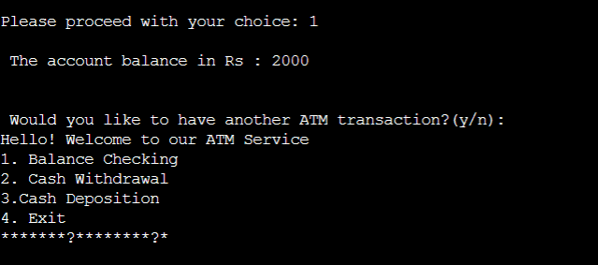 Please proceed with your choice: 1
The account balance in Rs : 2000
Would you like to have another ATM transaction?(y/n):
Hello! Welcome to our ATM Service
1. Balance Checking
2. Cash Withdrawal
3.Cash Deposition
4. Exit
*******?********?*